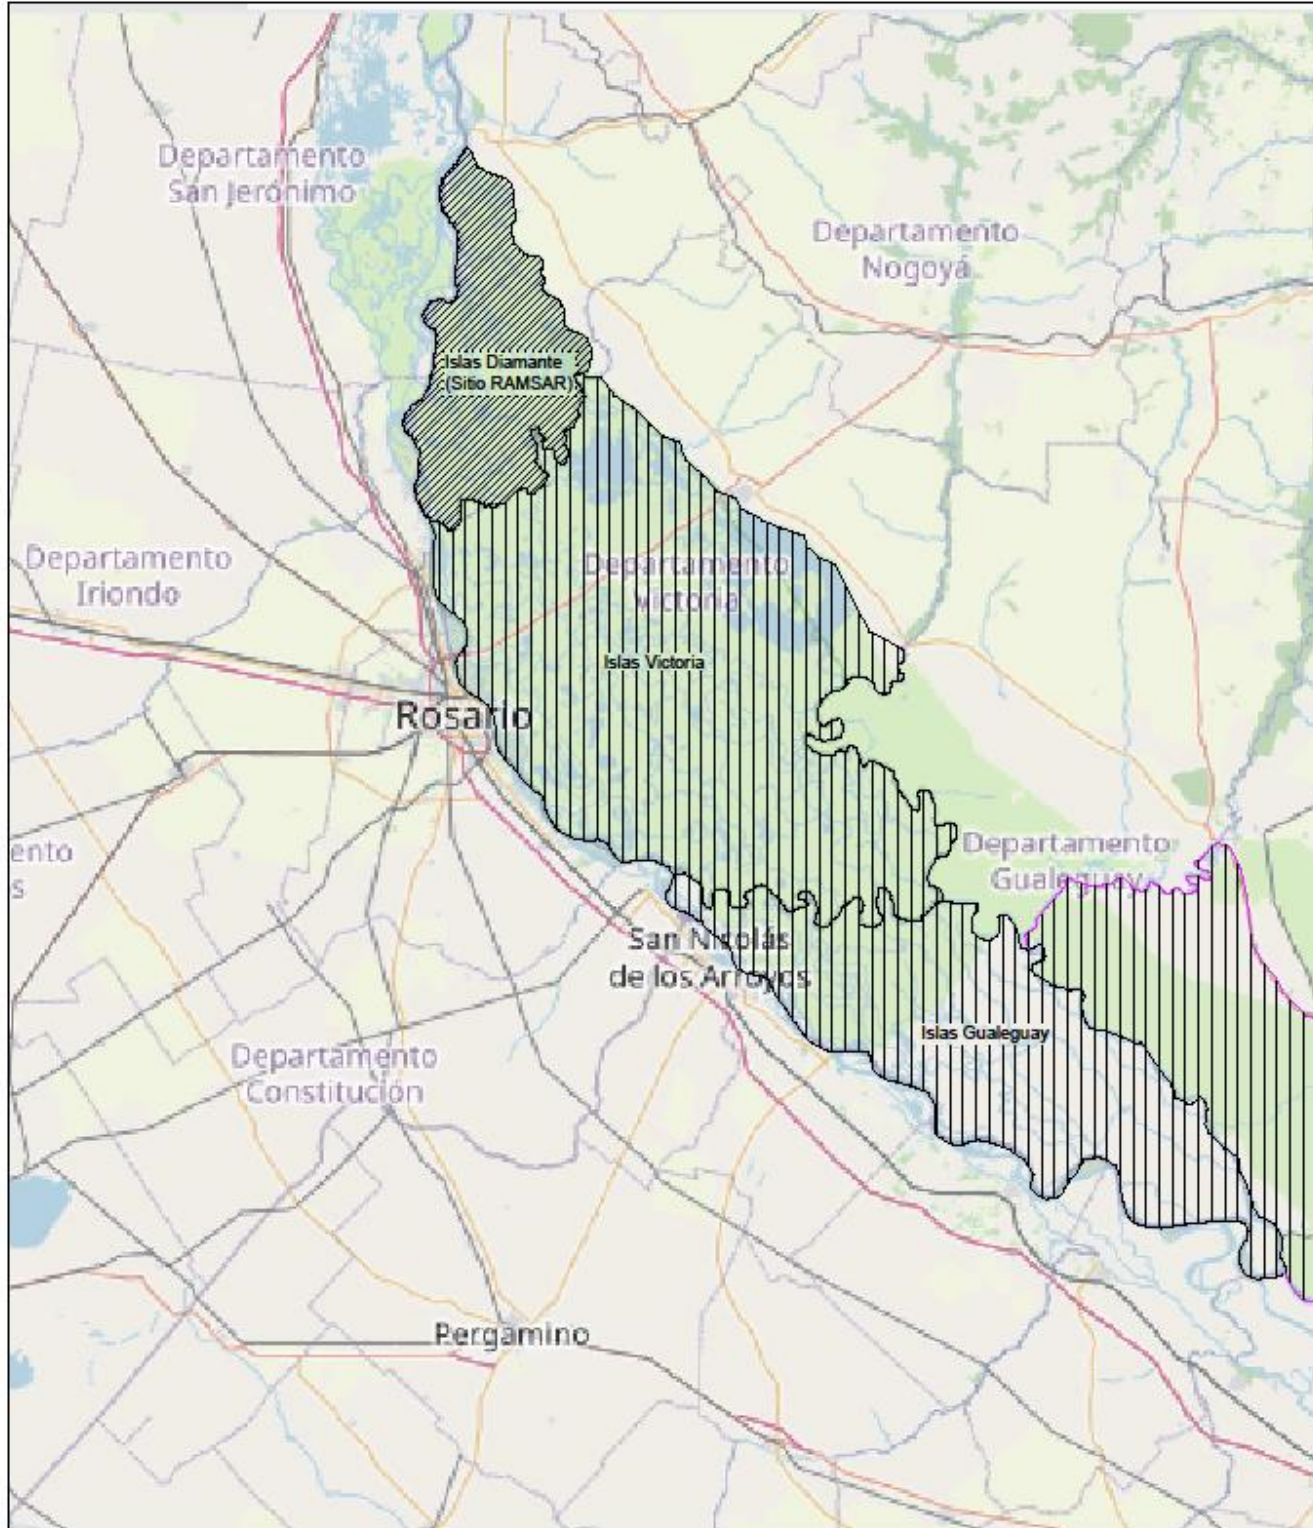 Departamento
San Jerónimo
Departamento
Nogoyá
Islas Diamante
(Sitio RAMSAR)
Departamento
Iriondo
Departamento
Victoria
Islas Victoria
Rosario
ento
s
Departamento
Gualeguay
San Nicolás
de los Arroyos
Islas Gualeguay
Departamento
Constitución
Pergamino